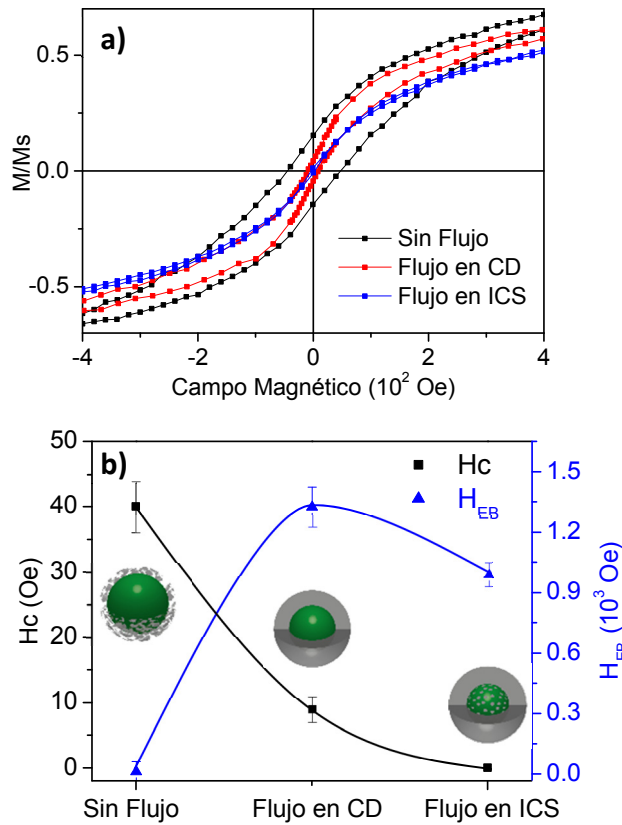 a)
M/Ms
0.5
0.0
-0.5
Sin Flujo
Flujo en CD
Flujo en ICS
-4 -2 0 2 4
Campo Magnético (10² Oe)
b)
Hc
H_EB
Hc (Oe)
50
40
30
20
10
0
1.5
1.2
0.9
0.6
0.3
0.0
H_EB (10³ Oe)
Sin Flujo Flujo en CD Flujo en ICS